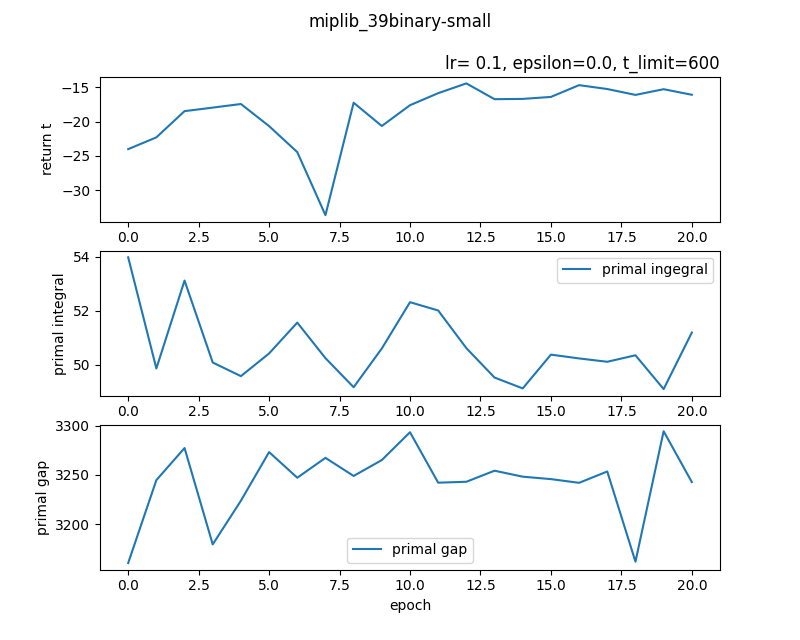 miplib_39binary-small
lr= 0.1, epsilon=0.0, t_limit=600
return t
−15
−20
−25
−30
0.0 2.5 5.0 7.5 10.0 12.5 15.0 17.5 20.0
primal integral
54
52
50
primal ingegral
0.0 2.5 5.0 7.5 10.0 12.5 15.0 17.5 20.0
primal gap
3300
3250
3200
primal gap
0.0 2.5 5.0 7.5 10.0 12.5 15.0 17.5 20.0
epoch